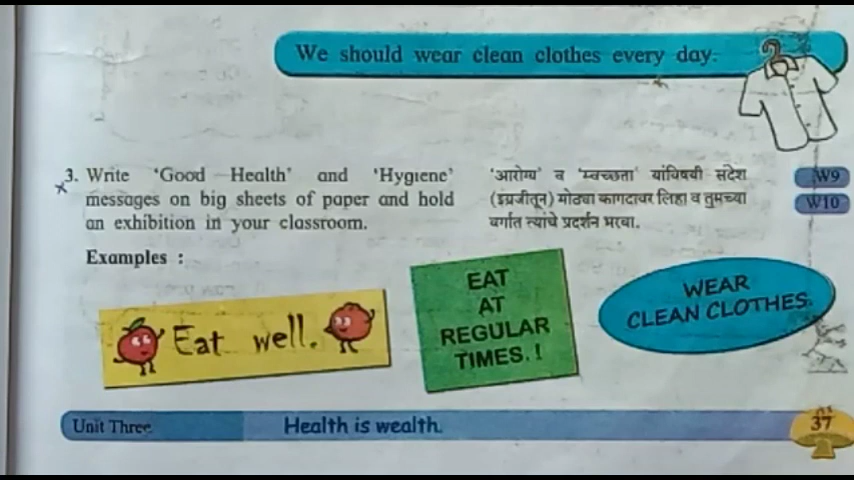 We should wear clean clothes every day.
3. Write 'Good Health' and 'Hygiene'
messages on big sheets of paper and hold
an exhibition in your classroom.
'आरोग्य' व 'स्वच्छता' यांविषयी संदेश
(इंग्रजीतून) मोठ्या कागदावर लिहा व तुमच्या
वर्गात त्यांचे प्रदर्शन भरवा.
W9
W10
Examples :
Eat well.
EAT
AT
REGULAR
TIMES. !
WEAR
CLEAN CLOTHES.
Unit Three
Health is wealth.
37